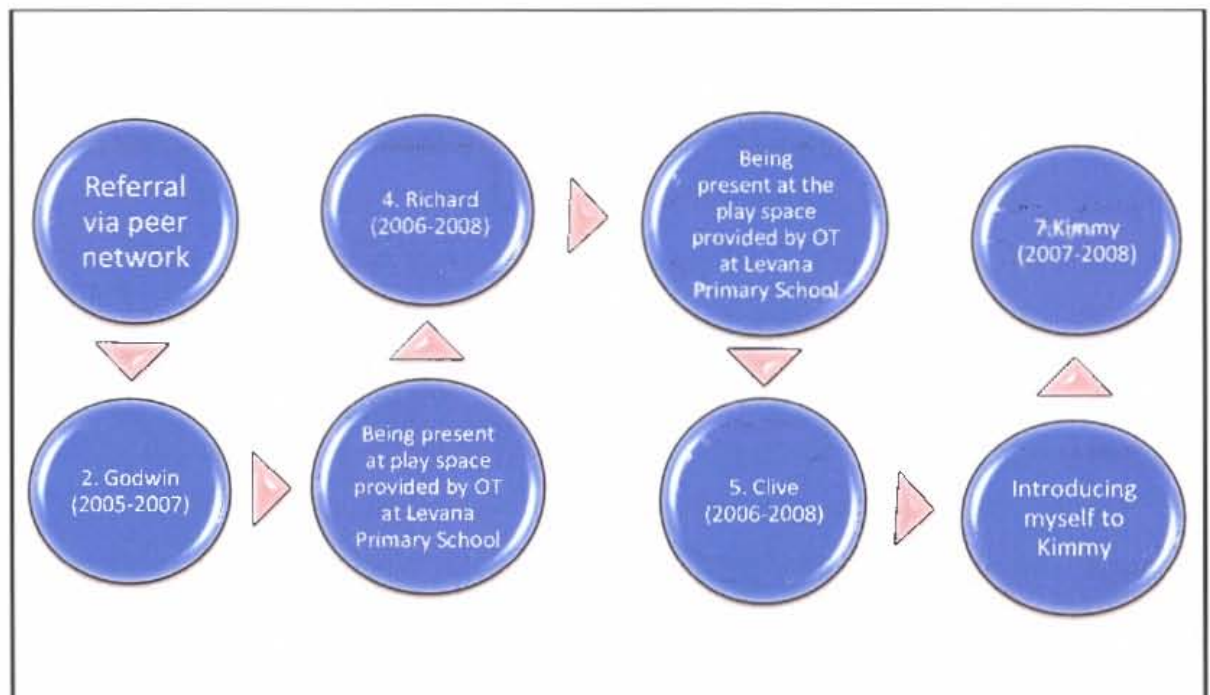 Referral
via peer
network
2. Godwin
(2005-2007)
Being present
at play space
provided by OT
at Levana
Primary School
4. Richard
(2006-2008)
Being
present at the
play space
provided by OT
at Levana
Primary School
5. Clive
(2006-2008)
Introducing
myself to
Kimmy
7.Kimmy
(2007-2008)